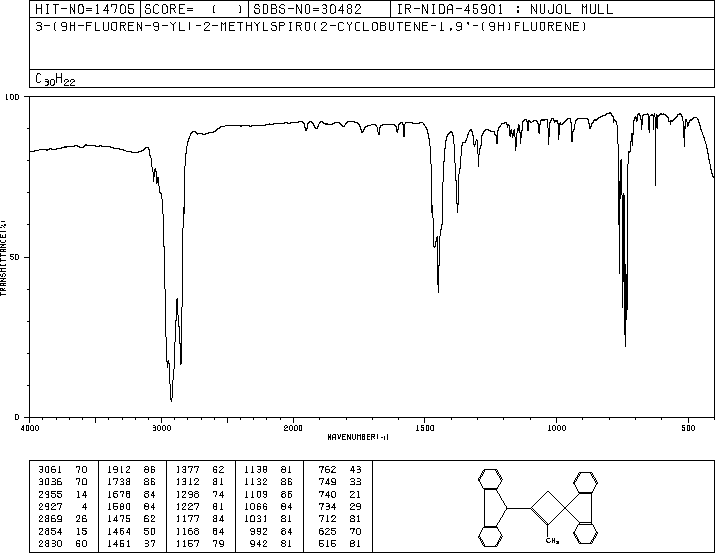 HIT-NO=14705 SCORE= ( ) SDBS-NO=30482 IR-NIDA-45901 : NUJOL MULL
3-(9H-FLUOREN-9-YL)-2-METHYLSPIRO(2-CYCLOBUTENE-1,9'-(9H)FLUORENE)
C30H22
100
50
0
TRANSMITTANCE(%)
4000 3000 2000 1500 1000 500
WAVENUMBER(-1)
3061 70 1912 86 1377 62 1138 81 762 43
3036 70 1738 86 1312 81 1132 86 749 33
2955 14 1678 84 1298 74 1109 86 740 21
2927 4 1580 84 1227 81 1066 84 734 29
2869 26 1475 62 1177 84 1031 81 712 81
2854 15 1464 50 1168 84 992 84 625 70
2830 60 1451 37 1157 79 942 81 515 81
CH3